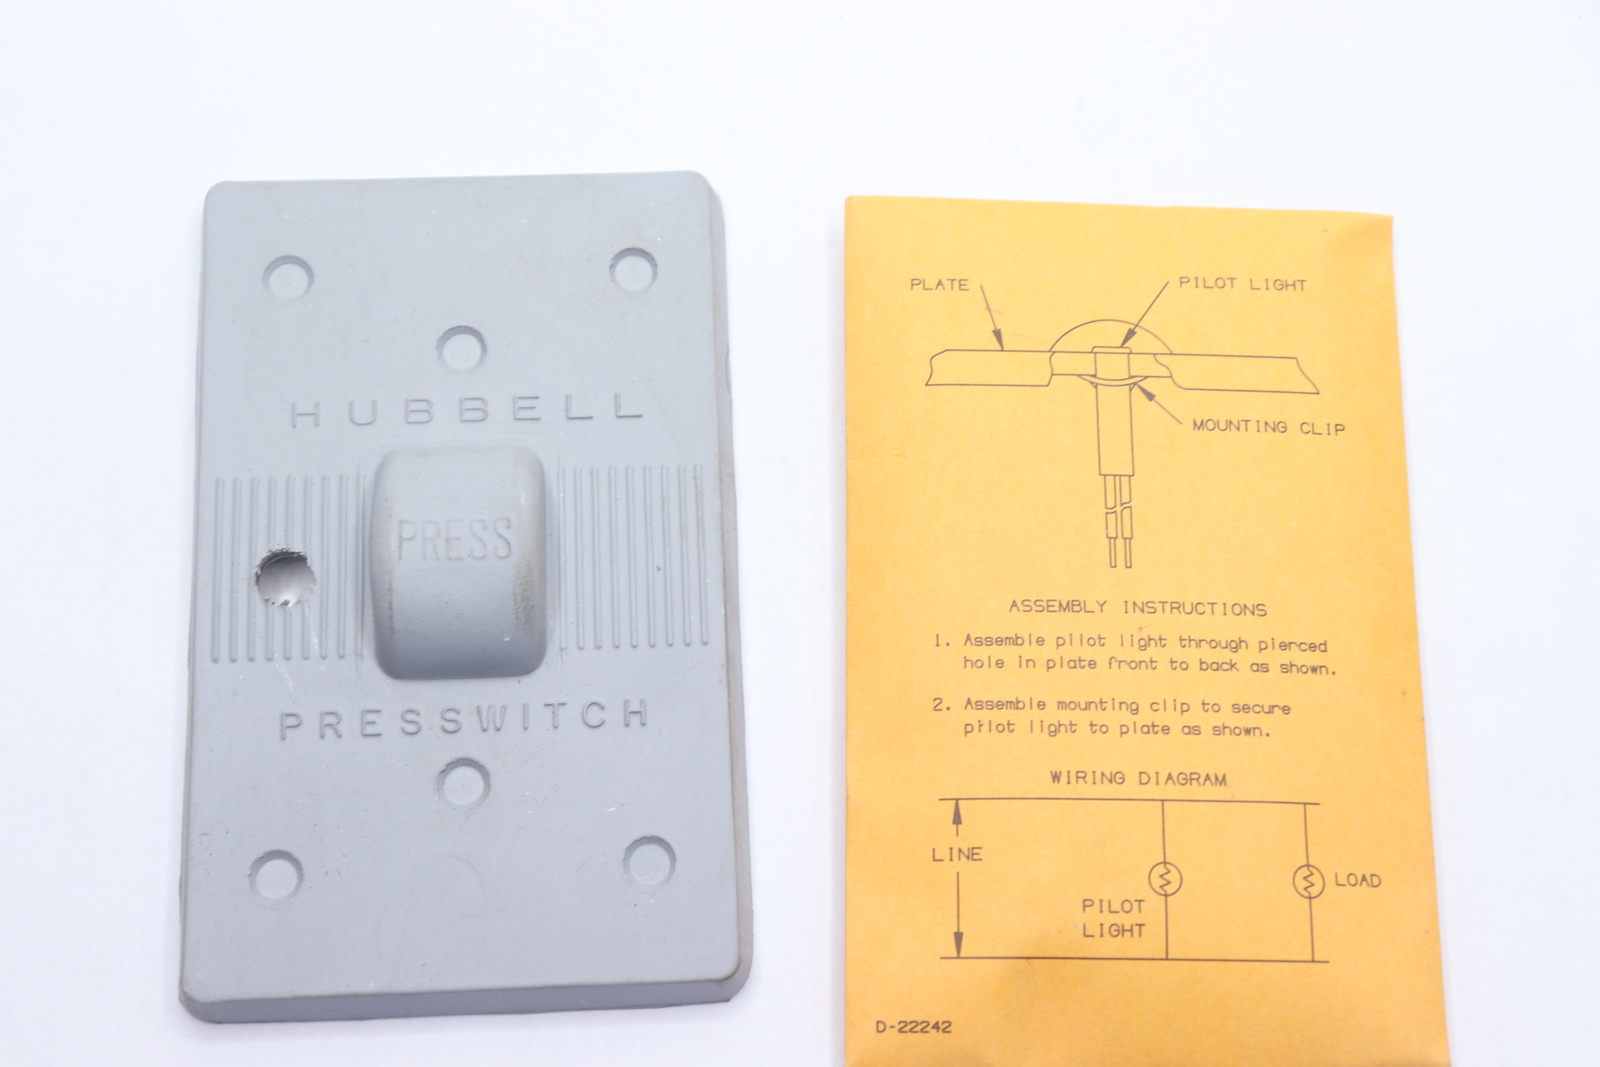 HUBBELL
PRESS
PRESSWITCH
PLATE
PILOT LIGHT
MOUNTING CLIP
ASSEMBLY INSTRUCTIONS
1. Assemble pilot light through pierced
hole in plate front to back as shown.
2. Assemble mounting clip to secure
pilot light to plate as shown.
WIRING DIAGRAM
LINE
PILOT
LIGHT
LOAD
D-22242